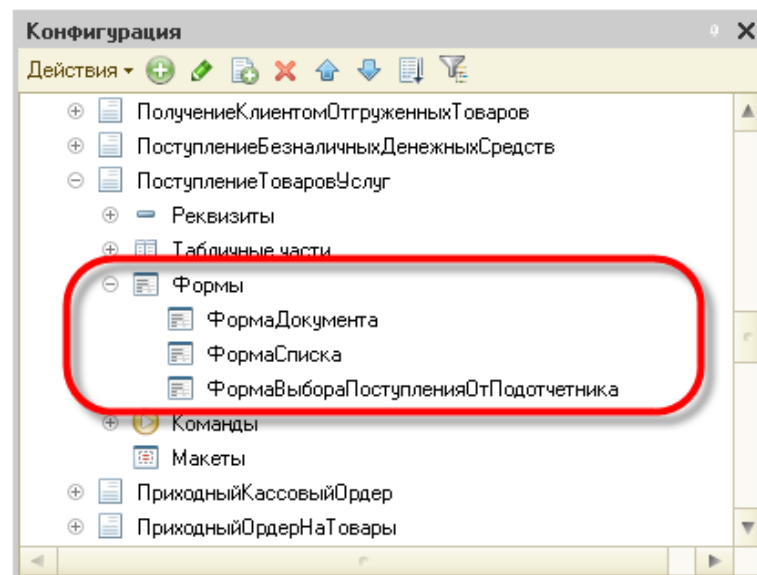 Конфигурация
Действия
ПолучениеКлиентомОтгруженныхТоваров
ПоступлениеБезналичныхДенежныхСредств
ПоступлениеТоваровУслуг
Реквизиты
Табличные части
Формы
ФормаДокумента
ФормаСписка
ФормаВыбораПоступленияОтПодотчетника
Команды
Макеты
ПриходныйКассовыйОрдер
ПриходныйОрдерНаТовары